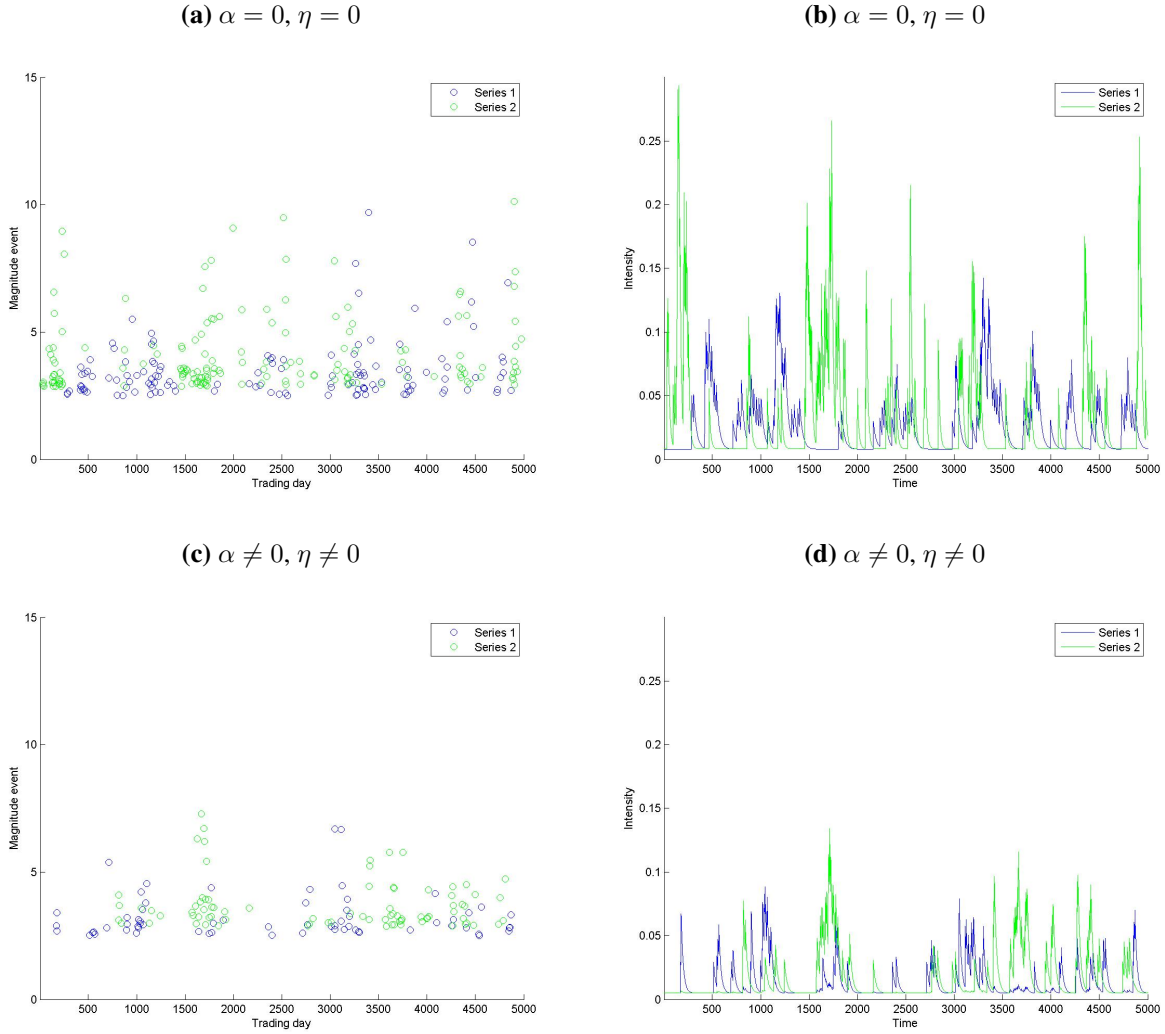 (a) α = 0, η = 0
15
10
5
0
Magnitude event
500 1000 1500 2000 2500 3000 3500 4000 4500 5000
Trading day
Series 1
Series 2
(b) α = 0, η = 0
0.25
0.2
0.15
0.1
0.05
0
Intensity
500 1000 1500 2000 2500 3000 3500 4000 4500 5000
Time
Series 1
Series 2
(c) α ≠ 0, η ≠ 0
15
10
5
0
Magnitude event
500 1000 1500 2000 2500 3000 3500 4000 4500 5000
Trading day
Series 1
Series 2
(d) α ≠ 0, η ≠ 0
0.25
0.2
0.15
0.1
0.05
0
Intensity
500 1000 1500 2000 2500 3000 3500 4000 4500 5000
Time
Series 1
Series 2